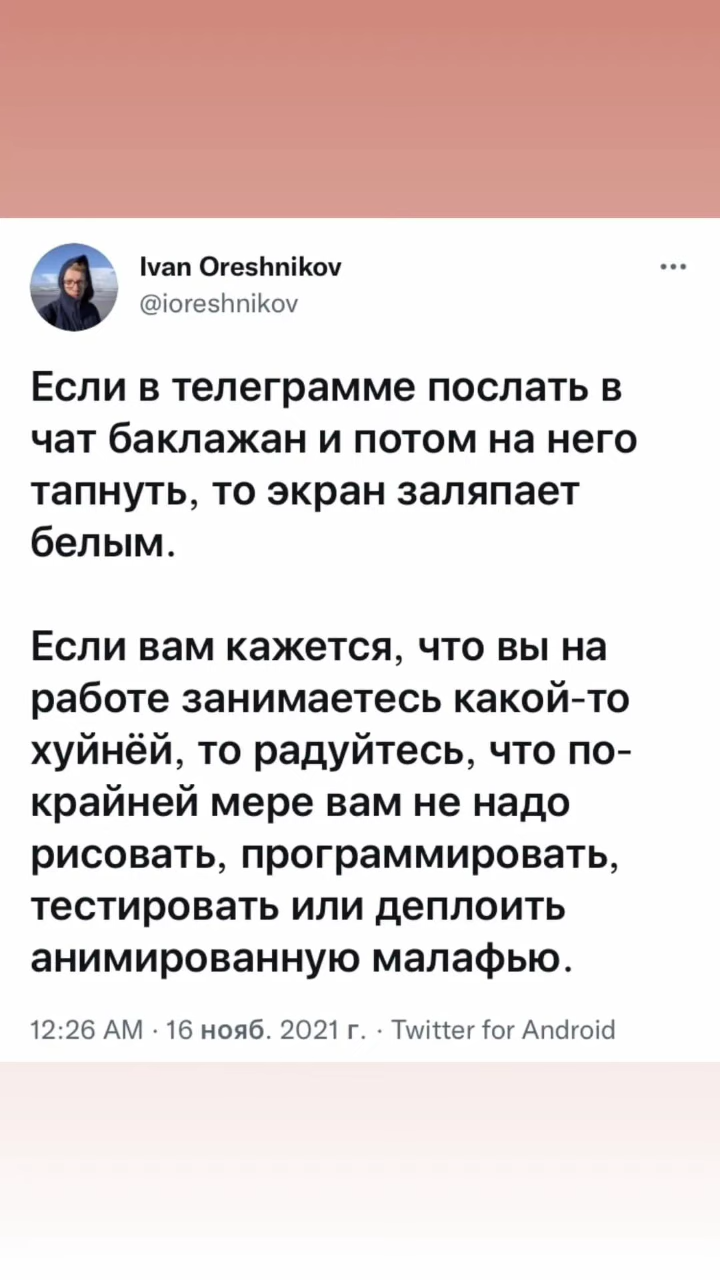 Ivan Oreshnikov
@ioreshnikov
Если в телеграмме послать в
чат баклажан и потом на него
тапнуть, то экран заляпает
белым.
Если вам кажется, что вы на
работе занимаетесь какой-то
хуйнёй, то радуйтесь, что по-
крайней мере вам не надо
рисовать, программировать,
тестировать или деплоить
анимированную малафью.
12:26 AM · 16 нояб. 2021 г. · Twitter for Android